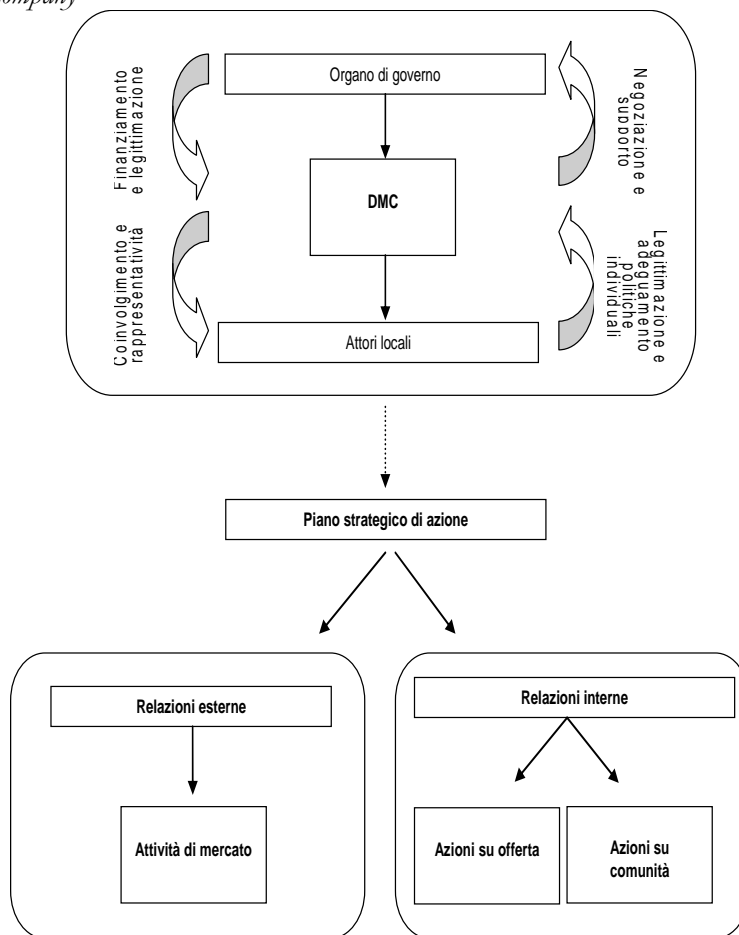 ompany
Organo di governo
Finanziamento
e legittimazione
Negoziazione e
supporto
DMC
Coinvolgimento e
rappresentatività
Legittimazione e
adeguamento
politiche
individuali
Attori locali
Piano strategico di azione
Relazioni esterne
Relazioni interne
Attività di mercato
Azioni su offerta
Azioni su
comunità